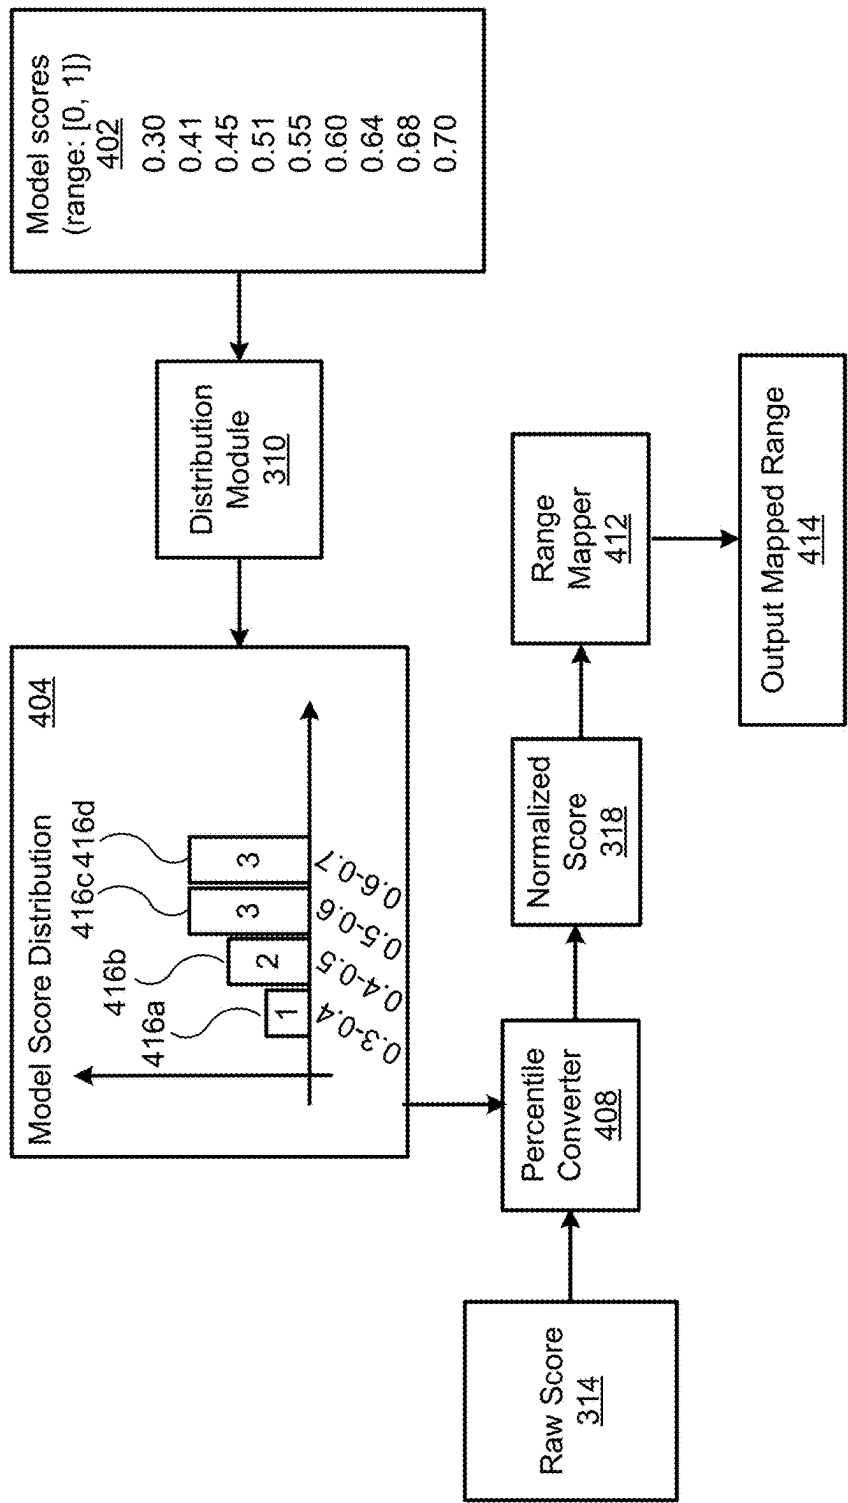 Model scores
(range: [0, 1])
402
0.30
0.41
0.45
0.51
0.55
0.60
0.64
0.68
0.70
Distribution
Module
310
Model Score Distribution
404
416a
416b
416c
416d
1
2
3
3
0.3-0.4
0.4-0.5
0.5-0.6
0.6-0.7
Raw Score
314
Percentile
Converter
408
Normalized
Score
318
Range
Mapper
412
Output Mapped Range
414